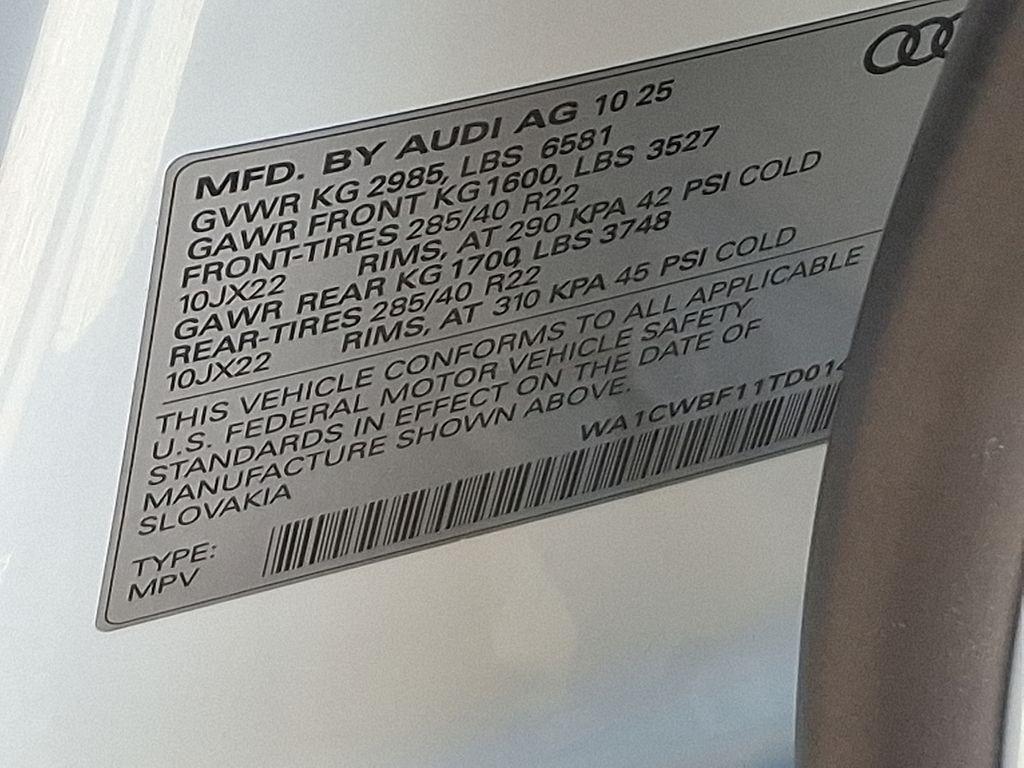 MFD. BY AUDI AG 10 25
GVWR KG 2985, LBS 6581
GAWR FRONT KG 1600, LBS 3527
FRONT-TIRES 285/40 R22
10JX22 RIMS, AT 290 KPA 42 PSI COLD
GAWR REAR KG 1700, LBS 3748
REAR-TIRES 285/40 R22
10JX22 RIMS, AT 310 KPA 45 PSI COLD
THIS VEHICLE CONFORMS TO ALL APPLICABLE
U.S. FEDERAL MOTOR VEHICLE SAFETY
STANDARDS IN EFFECT ON THE DATE OF
MANUFACTURE SHOWN ABOVE.
SLOVAKIA
WA1CWBF11TD014
TYPE:
MPV